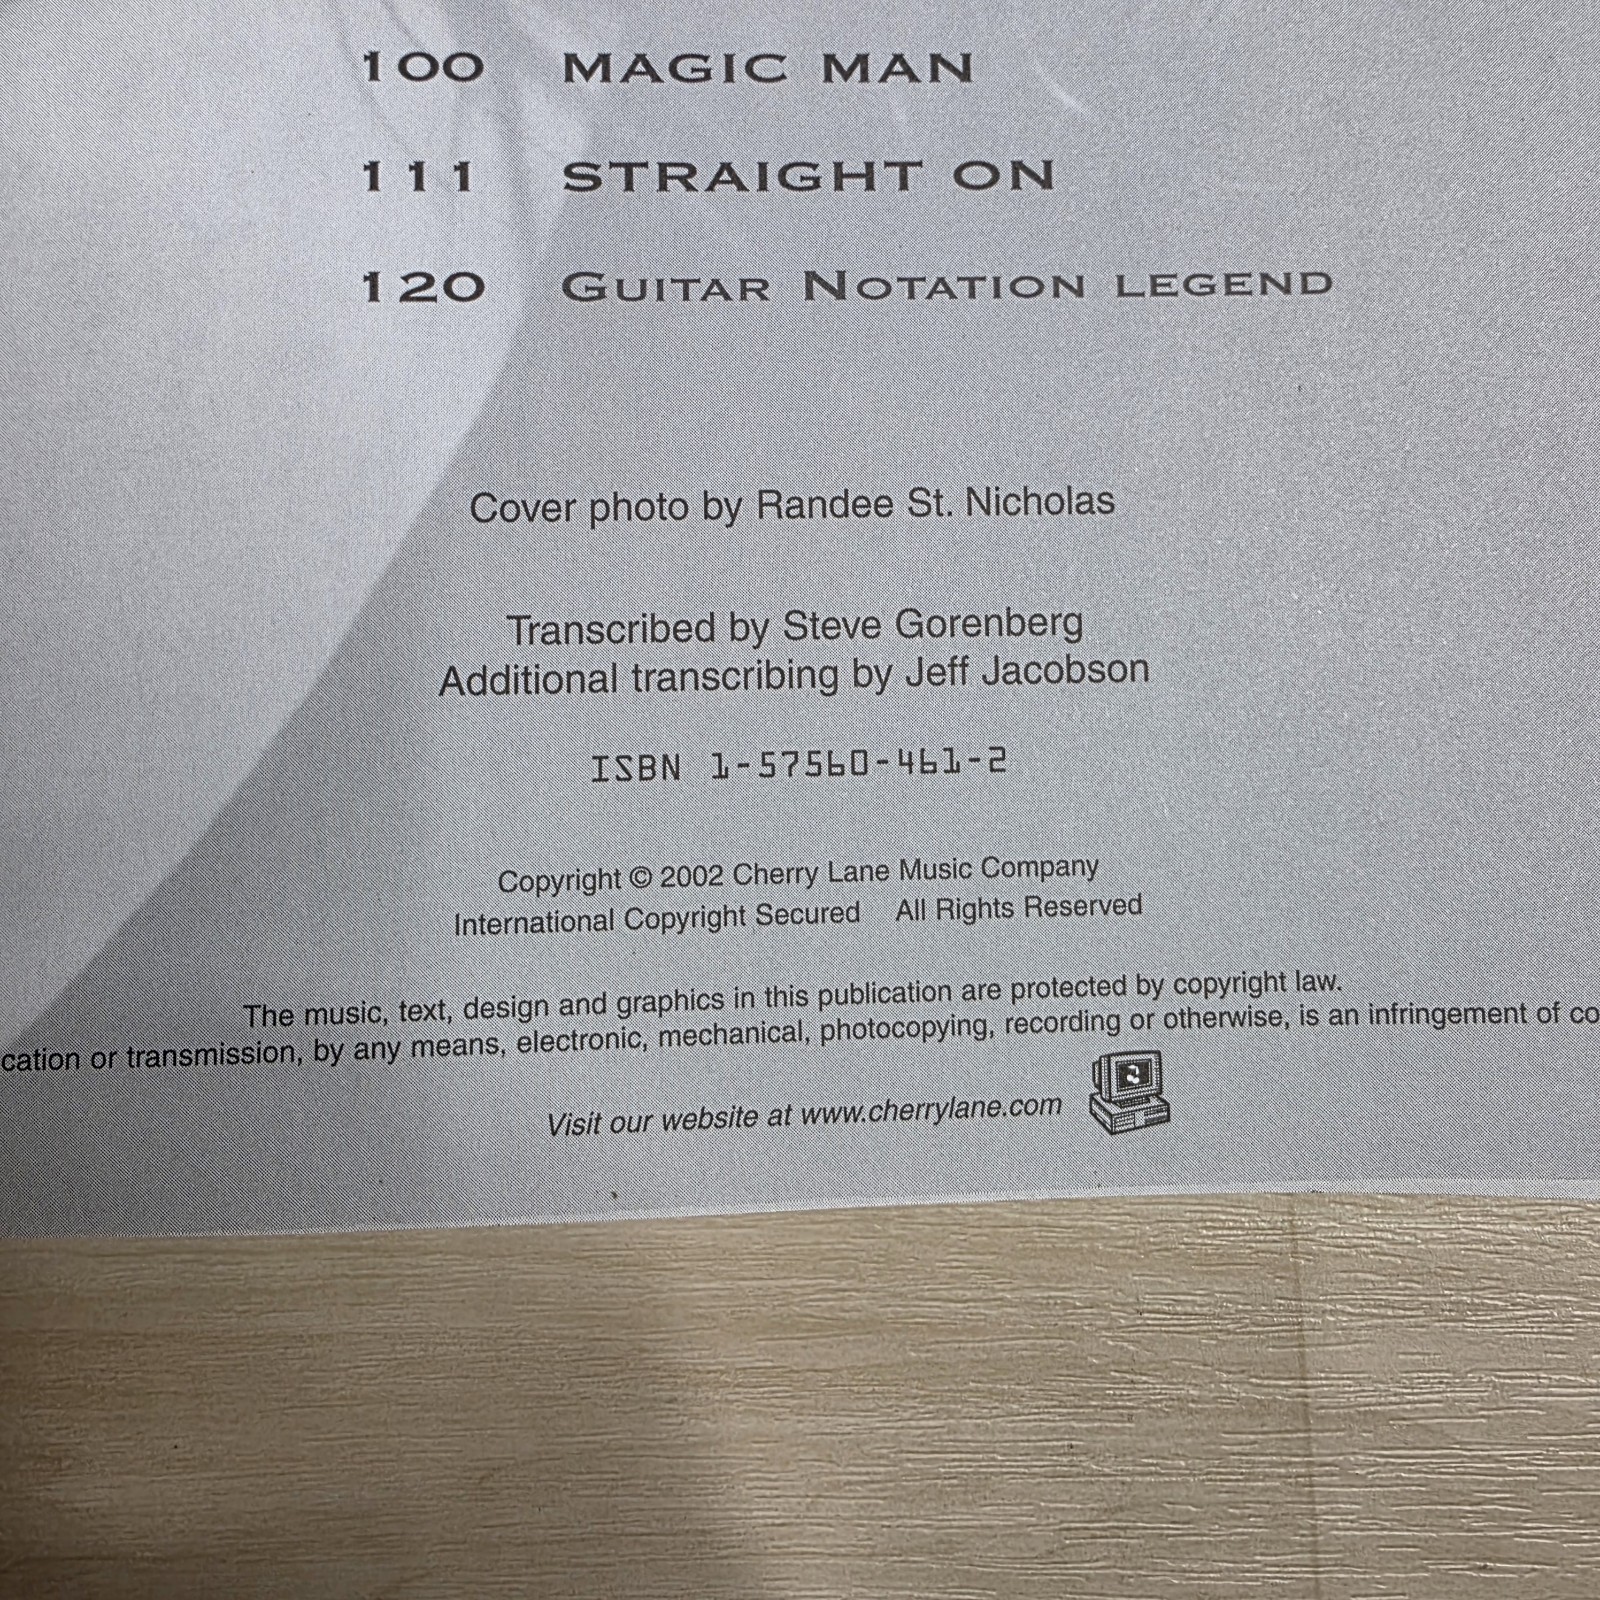 100 MAGIC MAN
111 STRAIGHT ON
120 GUITAR NOTATION LEGEND
Cover photo by Randee St. Nicholas
Transcribed by Steve Gorenberg
Additional transcribing by Jeff Jacobson
ISBN 1-57560-461-2
Copyright © 2002 Cherry Lane Music Company
International Copyright Secured All Rights Reserved
The music, text, design and graphics in this publication are protected by copyright law.
cation or transmission, by any means, electronic, mechanical, photocopying, recording or otherwise, is an infringement of co
Visit our website at www.cherrylane.com